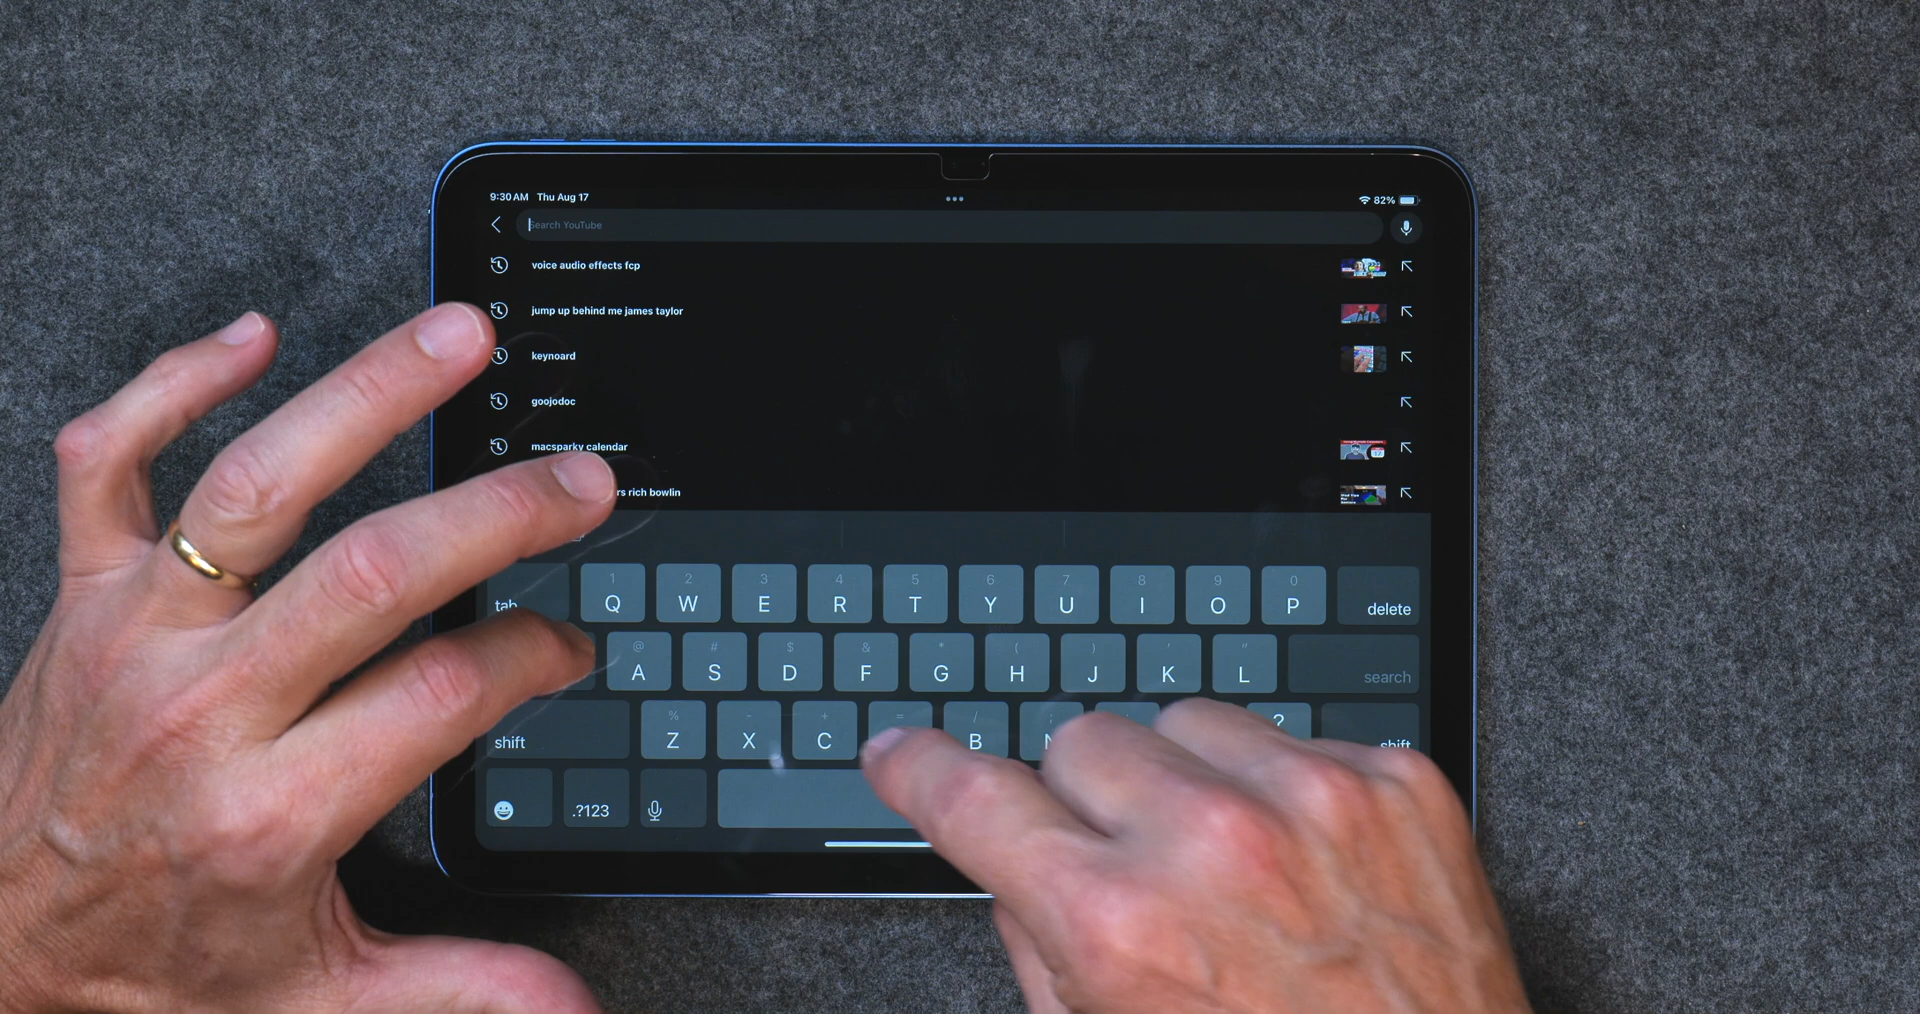 9:30 AM Thu Aug 17 82%
Search YouTube
voice audio effects fcp
jump up behind me james taylor
keynoard
goojodoc
macsparky calendar
rs rich bowlin
1 2 3 4 5 6 7 8 9 0
tab Q W E R T Y U I O P delete
@ # $ & * ( ) ' "
A S D F G H J K L search
% - + = / ; ?
shift Z X C B N shift
.?123